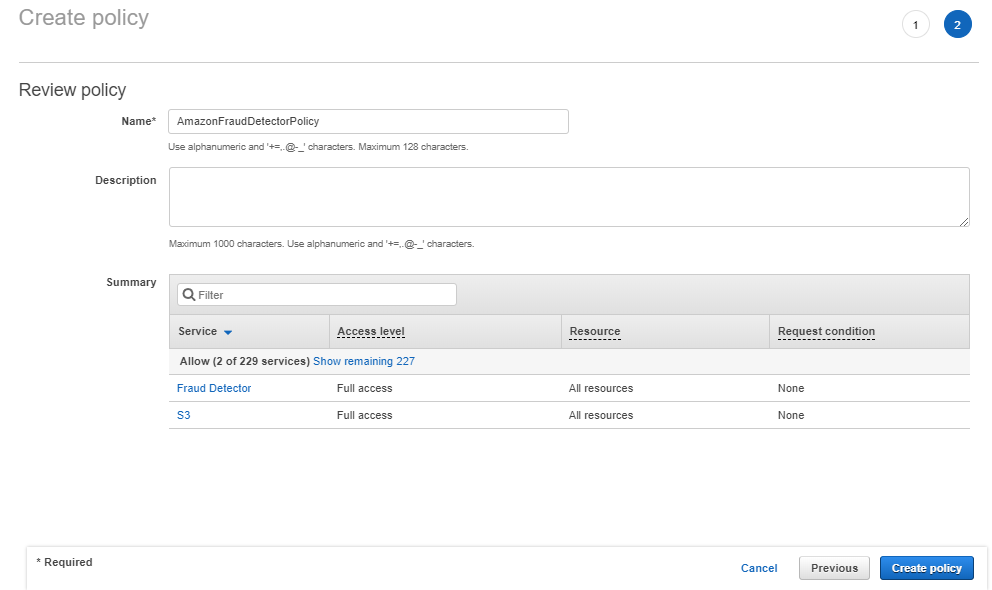 Create policy
1 2
Review policy
Name* AmazonFraudDetectorPolicy
Use alphanumeric and '+=,.@-_' characters. Maximum 128 characters.
Description
Maximum 1000 characters. Use alphanumeric and '+=,.@-_' characters.
Summary
Filter
Service Access level Resource Request condition
Allow (2 of 229 services) Show remaining 227
Fraud Detector Full access All resources None
S3 Full access All resources None
* Required
Cancel Previous Create policy